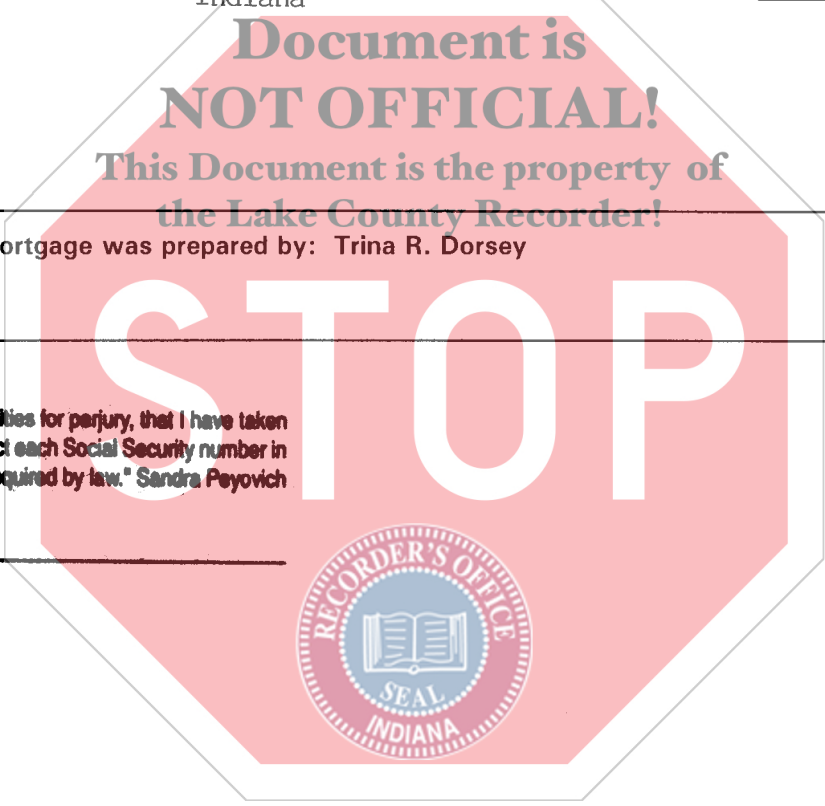 Indiana
Document is
NOT OFFICIAL!
This Document is the property of
the Lake County Recorder!
ortgage was prepared by: Trina R. Dorsey
STOP
ties for perjury, that I have taken
t each Social Security number in
quired by law." Sandra Peyovich
RECORDER'S OFFICE
SEAL
INDIANA